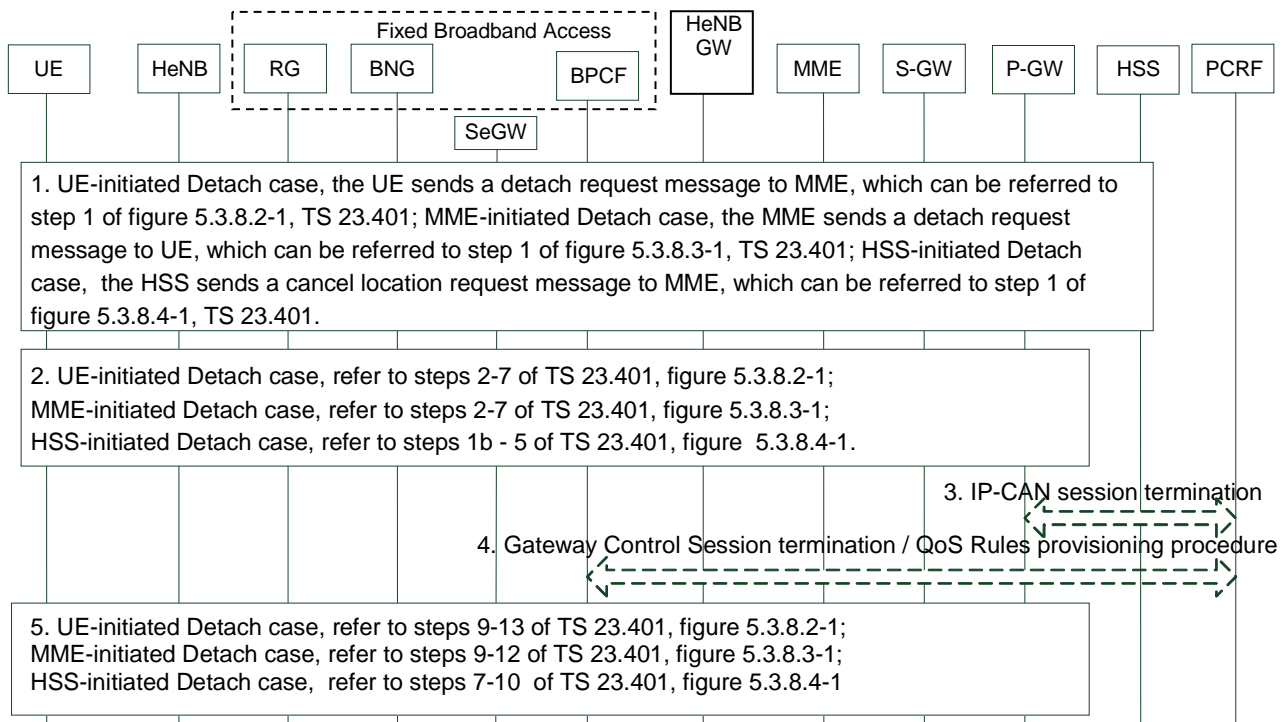 Fixed Broadband Access
HeNB
GW
UE
HeNB
RG
BNG
BPCF
MME
S-GW
P-GW
HSS
PCRF
SeGW
1. UE-initiated Detach case, the UE sends a detach request message to MME, which can be referred to
step 1 of figure 5.3.8.2-1, TS 23.401; MME-initiated Detach case, the MME sends a detach request
message to UE, which can be referred to step 1 of figure 5.3.8.3-1, TS 23.401; HSS-initiated Detach
case, the HSS sends a cancel location request message to MME, which can be referred to step 1 of
figure 5.3.8.4-1, TS 23.401.
2. UE-initiated Detach case, refer to steps 2-7 of TS 23.401, figure 5.3.8.2-1;
MME-initiated Detach case, refer to steps 2-7 of TS 23.401, figure 5.3.8.3-1;
HSS-initiated Detach case, refer to steps 1b - 5 of TS 23.401, figure 5.3.8.4-1.
3. IP-CAN session termination
4. Gateway Control Session termination / QoS Rules provisioning procedure
5. UE-initiated Detach case, refer to steps 9-13 of TS 23.401, figure 5.3.8.2-1;
MME-initiated Detach case, refer to steps 9-12 of TS 23.401, figure 5.3.8.3-1;
HSS-initiated Detach case, refer to steps 7-10 of TS 23.401, figure 5.3.8.4-1